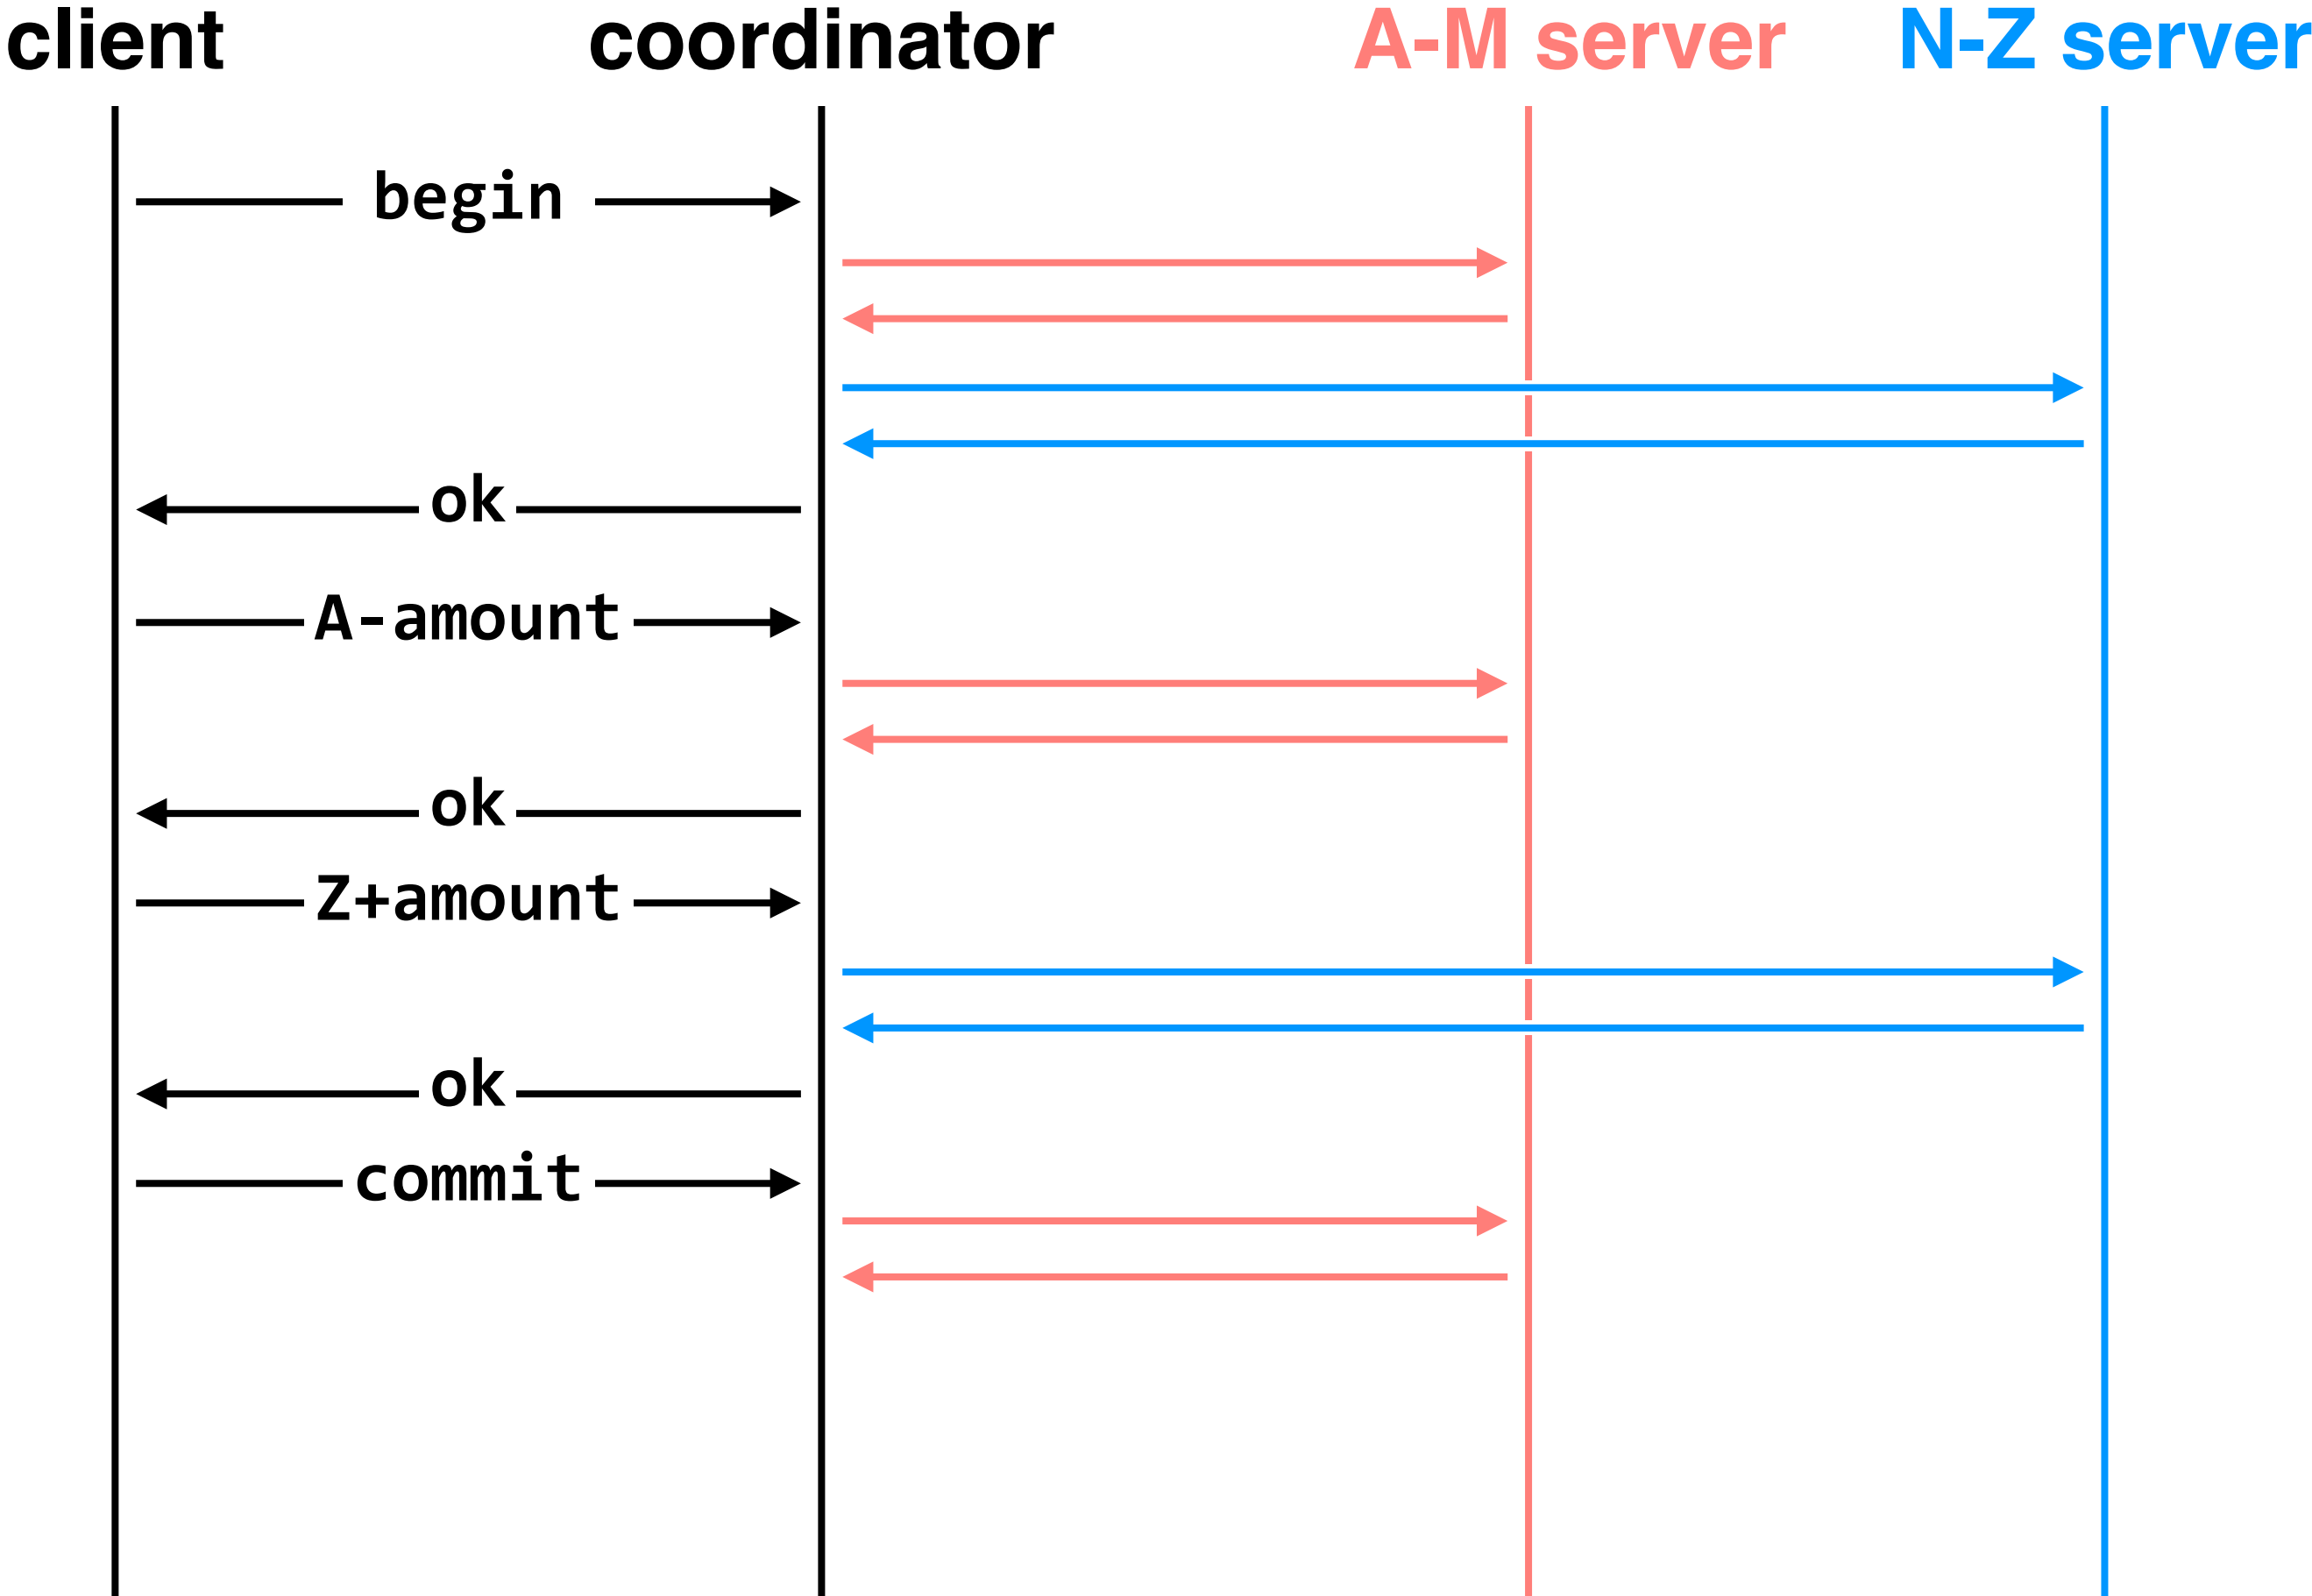 client coordinator A-M server N-Z server
begin
ok
A-amount
ok
Z+amount
ok
commit